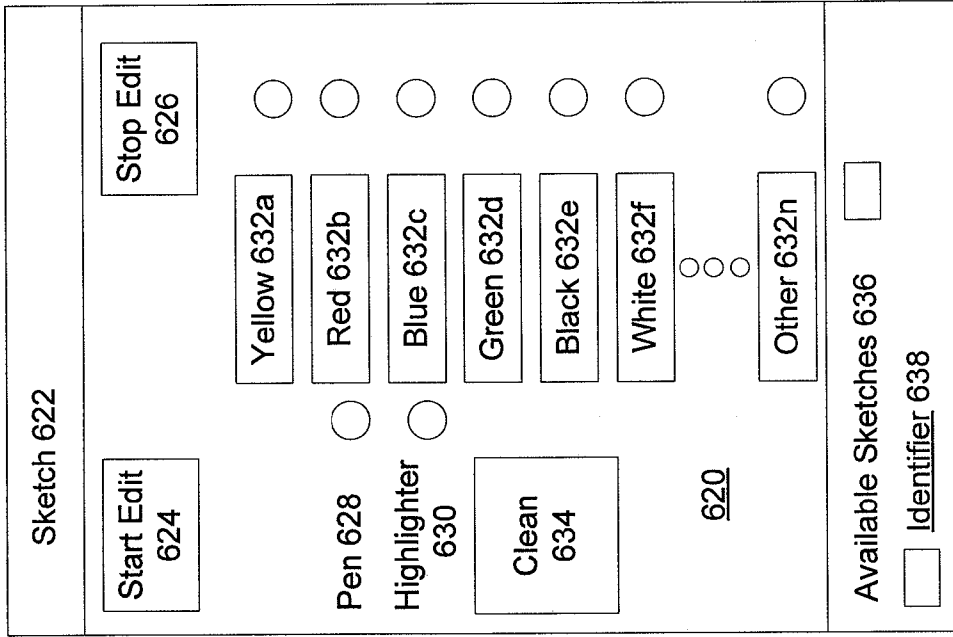 Sketch 622
Start Edit
624
Stop Edit
626
Yellow 632a
Pen 628
Red 632b
Highlighter
630
Blue 632c
Green 632d
Clean
634
Black 632e
White 632f
620
Other 632n
Available Sketches 636
Identifier 638